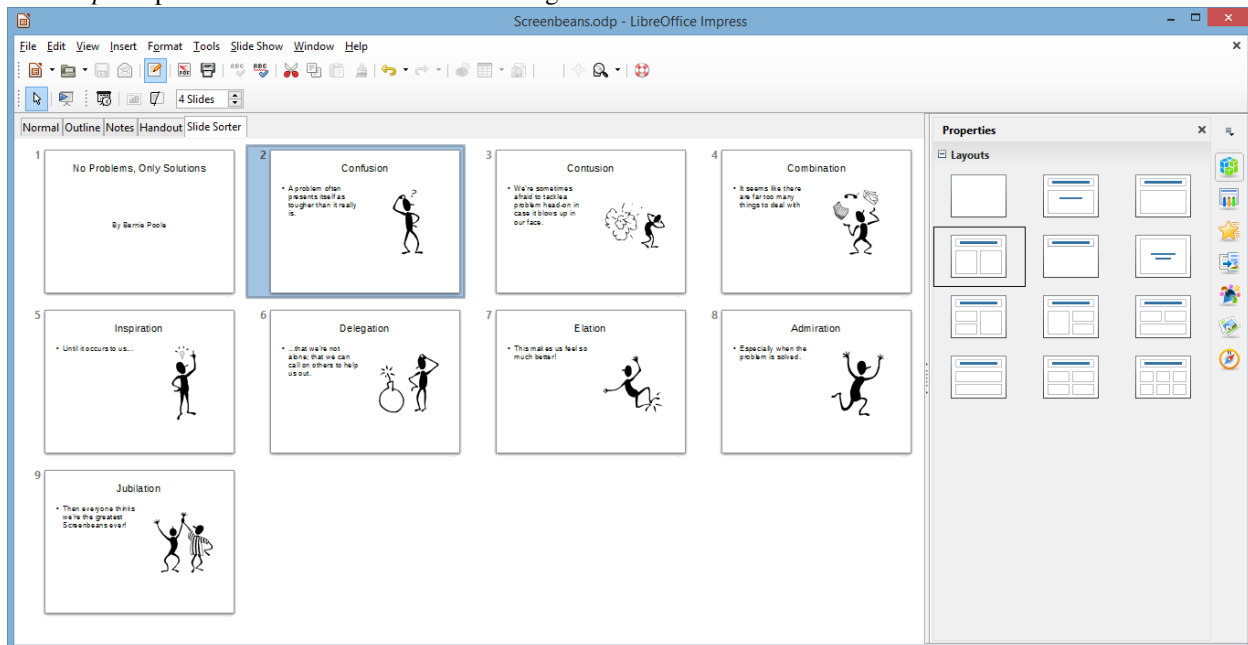 Screenbeans.odp - LibreOffice Impress
File Edit View Insert Format Tools Slide Show Window Help
4 Slides
Normal Outline Notes Handout Slide Sorter
Properties
Layouts
1
No Problems, Only Solutions
By Bernie Poole
2
Confusion
• A problem often
presents itself as
tougher than it really
is.
3
Contusion
• We're sometimes
afraid to tackle a
problem head-on in
case it blows up in
our face.
4
Combination
• It seems like there
are far too many
things to deal with
5
Inspiration
• Until it occurs to us...
6
Delegation
• ...that we're not
alone; that we can
call on others to help
us out.
7
Elation
• This makes us feel so
much better!
8
Admiration
• Especially when the
problem is solved.
9
Jubilation
• Then everyone thinks
we're the greatest
Screenbeans ever!